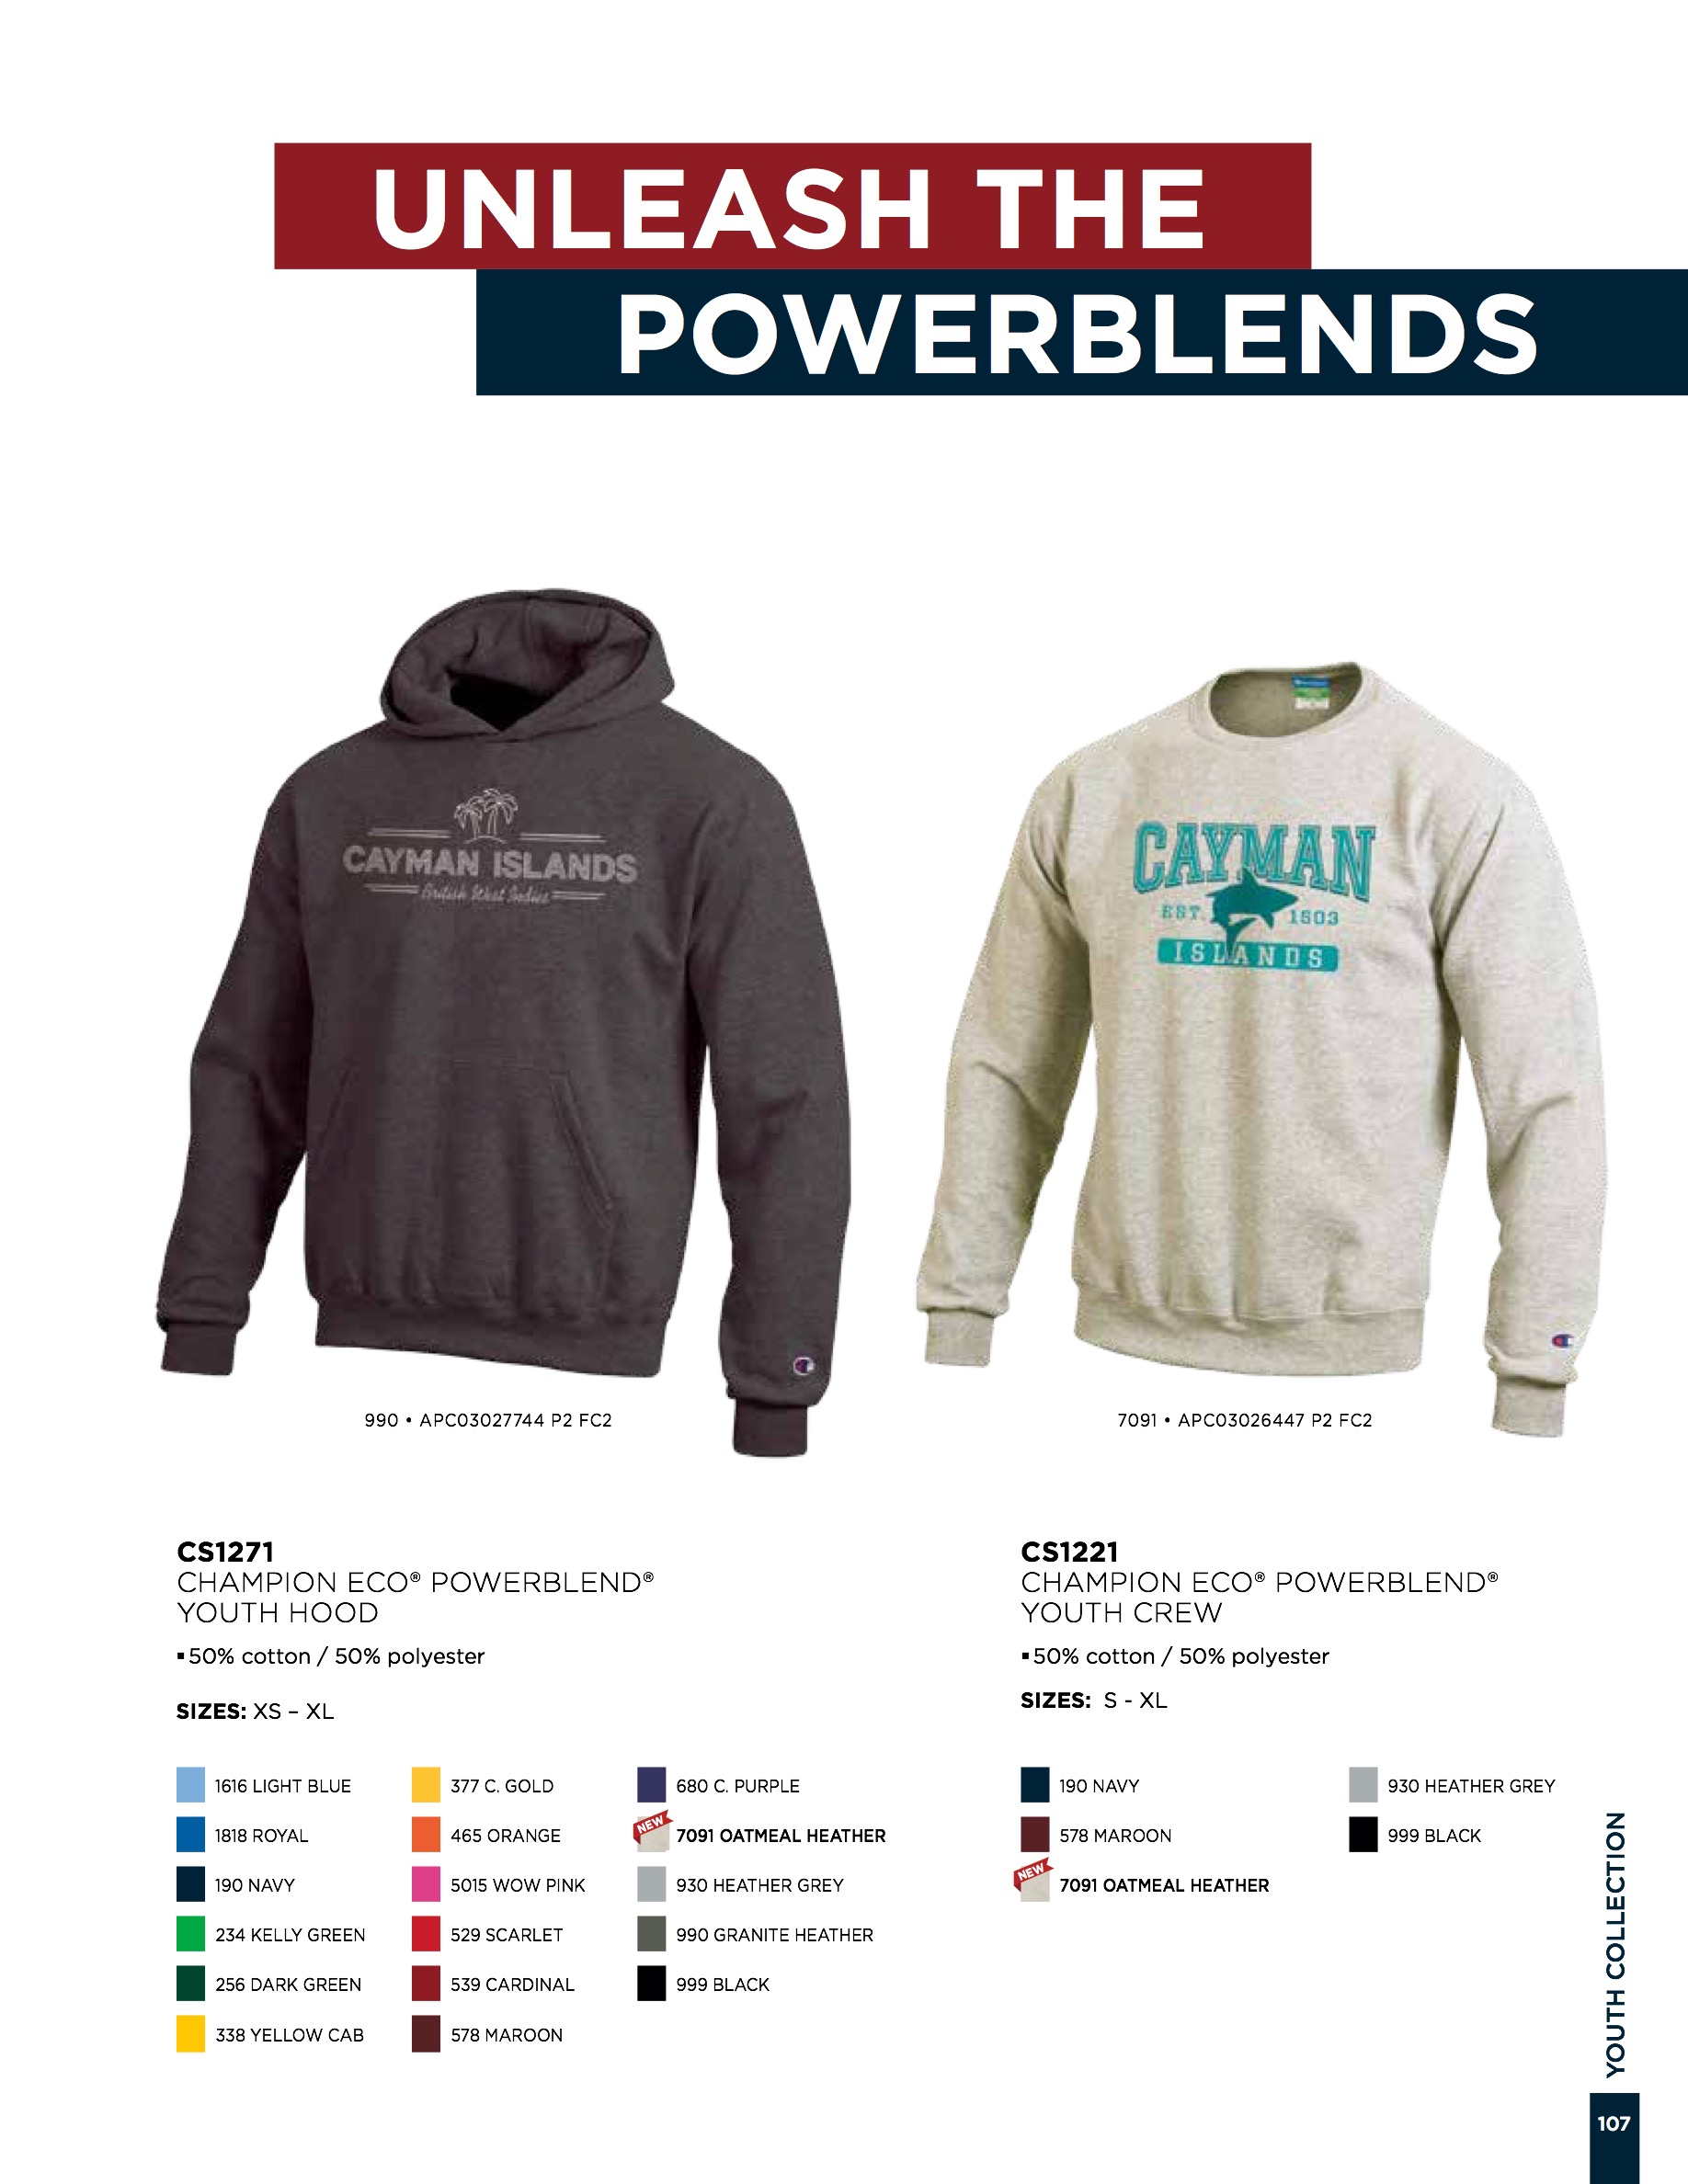 UNLEASH THE
POWERBLENDS
CAYMAN ISLANDS
British West Indies
CAYMAN
EST. 1503
ISLANDS
990 • APC03027744 P2 FC2
7091 • APC03026447 P2 FC2
CS1271
CHAMPION ECO® POWERBLEND®
YOUTH HOOD
▪ 50% cotton / 50% polyester
SIZES: XS – XL
1616 LIGHT BLUE
1818 ROYAL
190 NAVY
234 KELLY GREEN
256 DARK GREEN
338 YELLOW CAB
377 C. GOLD
465 ORANGE
5015 WOW PINK
529 SCARLET
539 CARDINAL
578 MAROON
680 C. PURPLE
NEW
7091 OATMEAL HEATHER
930 HEATHER GREY
990 GRANITE HEATHER
999 BLACK
CS1221
CHAMPION ECO® POWERBLEND®
YOUTH CREW
▪ 50% cotton / 50% polyester
SIZES: S - XL
190 NAVY
578 MAROON
NEW
7091 OATMEAL HEATHER
930 HEATHER GREY
999 BLACK
YOUTH COLLECTION
107